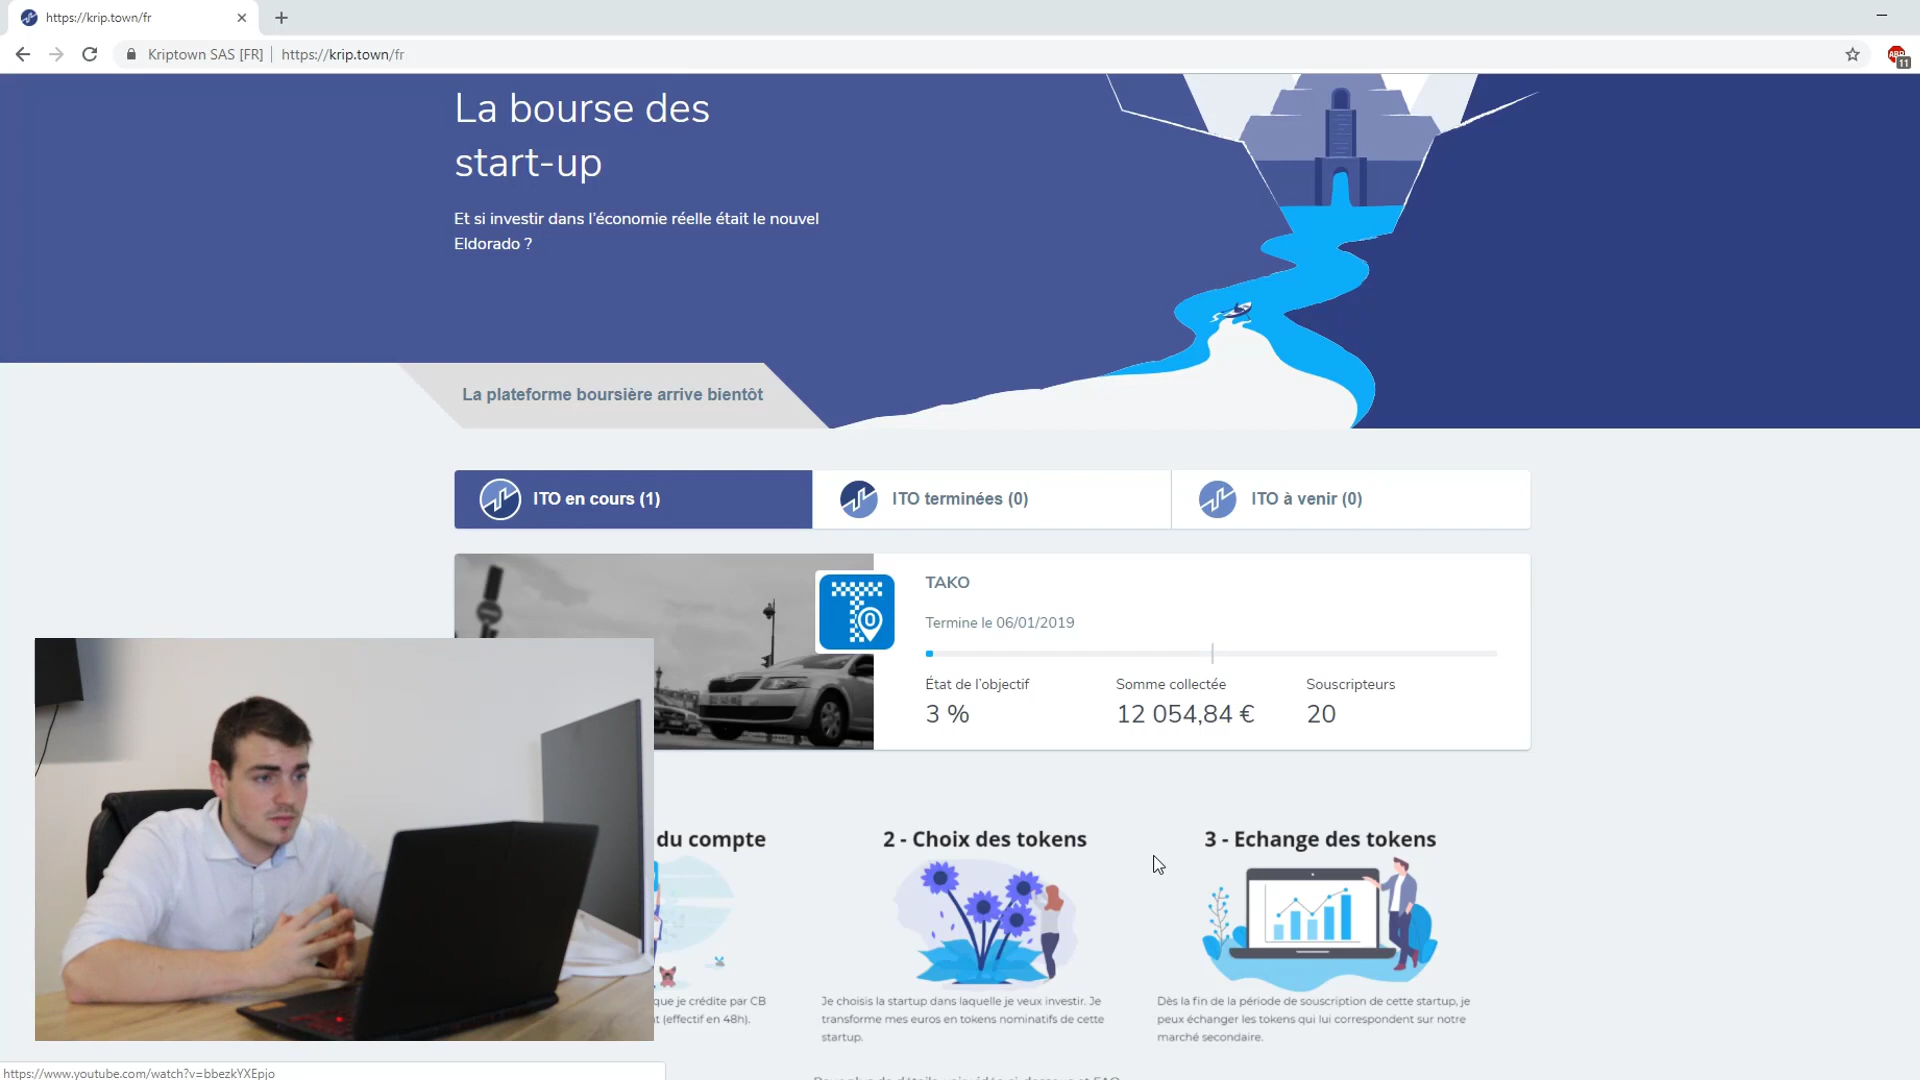 https://krip.town/fr
Kriptown SAS [FR] | https://krip.town/fr
11
La bourse des
start-up
Et si investir dans l'économie réelle était le nouvel
Eldorado ?
La plateforme boursière arrive bientôt
ITO en cours (1)
ITO terminées (0)
ITO à venir (0)
TAKO
Termine le 06/01/2019
État de l'objectif
Somme collectée
Souscripteurs
3 %
12 054,84 €
20
du compte
2 - Choix des tokens
3 - Echange des tokens
que je crédite par CB
t (effectif en 48h).
Je choisis la startup dans laquelle je veux investir. Je
transforme mes euros en tokens nominatifs de cette
startup.
Dès la fin de la période de souscription de cette startup, je
peux échanger les tokens qui lui correspondent sur notre
marché secondaire.
https://www.youtube.com/watch?v=bbezkYXEpjo